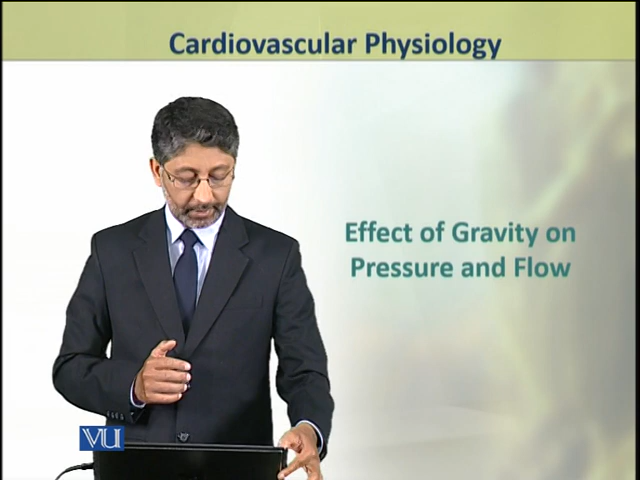 Cardiovascular Physiology
Effect of Gravity on
Pressure and Flow
VU